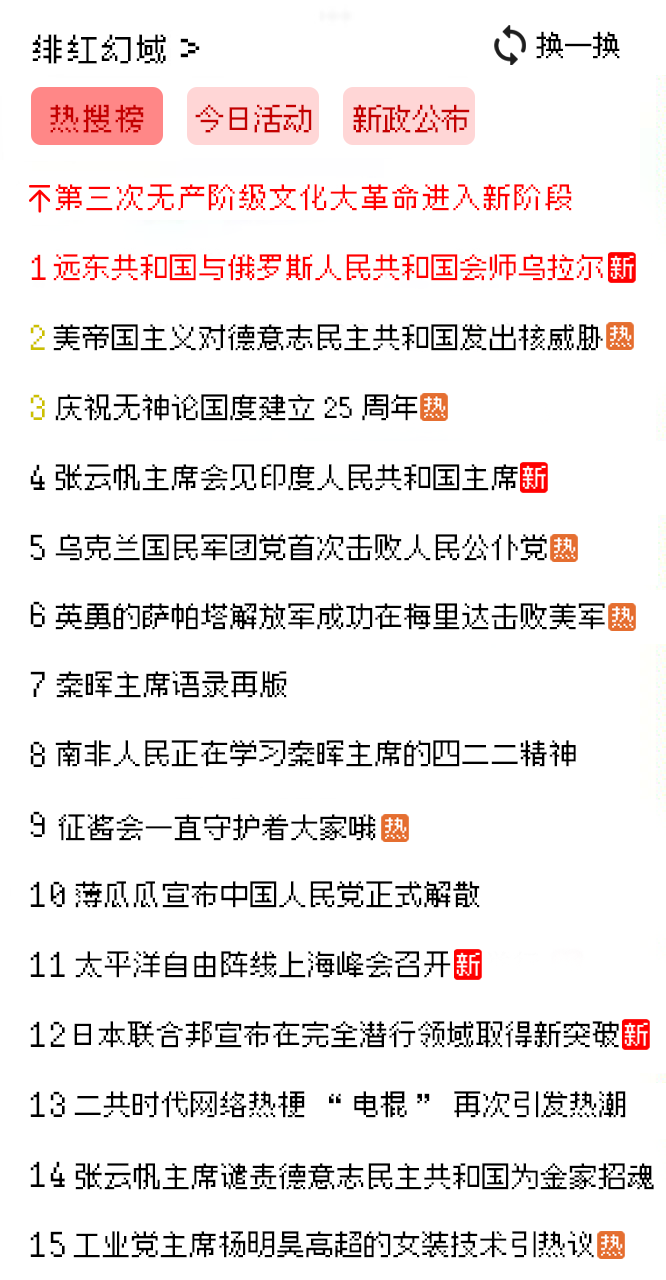 绯红幻域 >
换一换
热搜榜
今日活动
新政公布
不第三次无产阶级文化大革命进入新阶段
1 远东共和国与俄罗斯人民共和国会师乌拉尔 新
2 美帝国主义对德意志民主共和国发出核威胁 热
3 庆祝无神论国度建立 25 周年 热
4 张云帆主席会见印度人民共和国主席 新
5 乌克兰国民军团党首次击败人民公仆党 热
6 英勇的萨帕塔解放军成功在梅里达击败美军 热
7 秦晖主席语录再版
8 南非人民正在学习秦晖主席的四二二精神
9 征酱会一直守护着大家哦 热
10 薄瓜瓜宣布中国人民党正式解散
11 太平洋自由阵线上海峰会召开 新
12 日本联合邦宣布在完全潜行领域取得新突破 新
13 二共时代网络热梗 “电棍” 再次引发热潮
14 张云帆主席谴责德意志民主共和国为金家招魂
15 工业党主席杨明昊高超的女装技术引热议 热